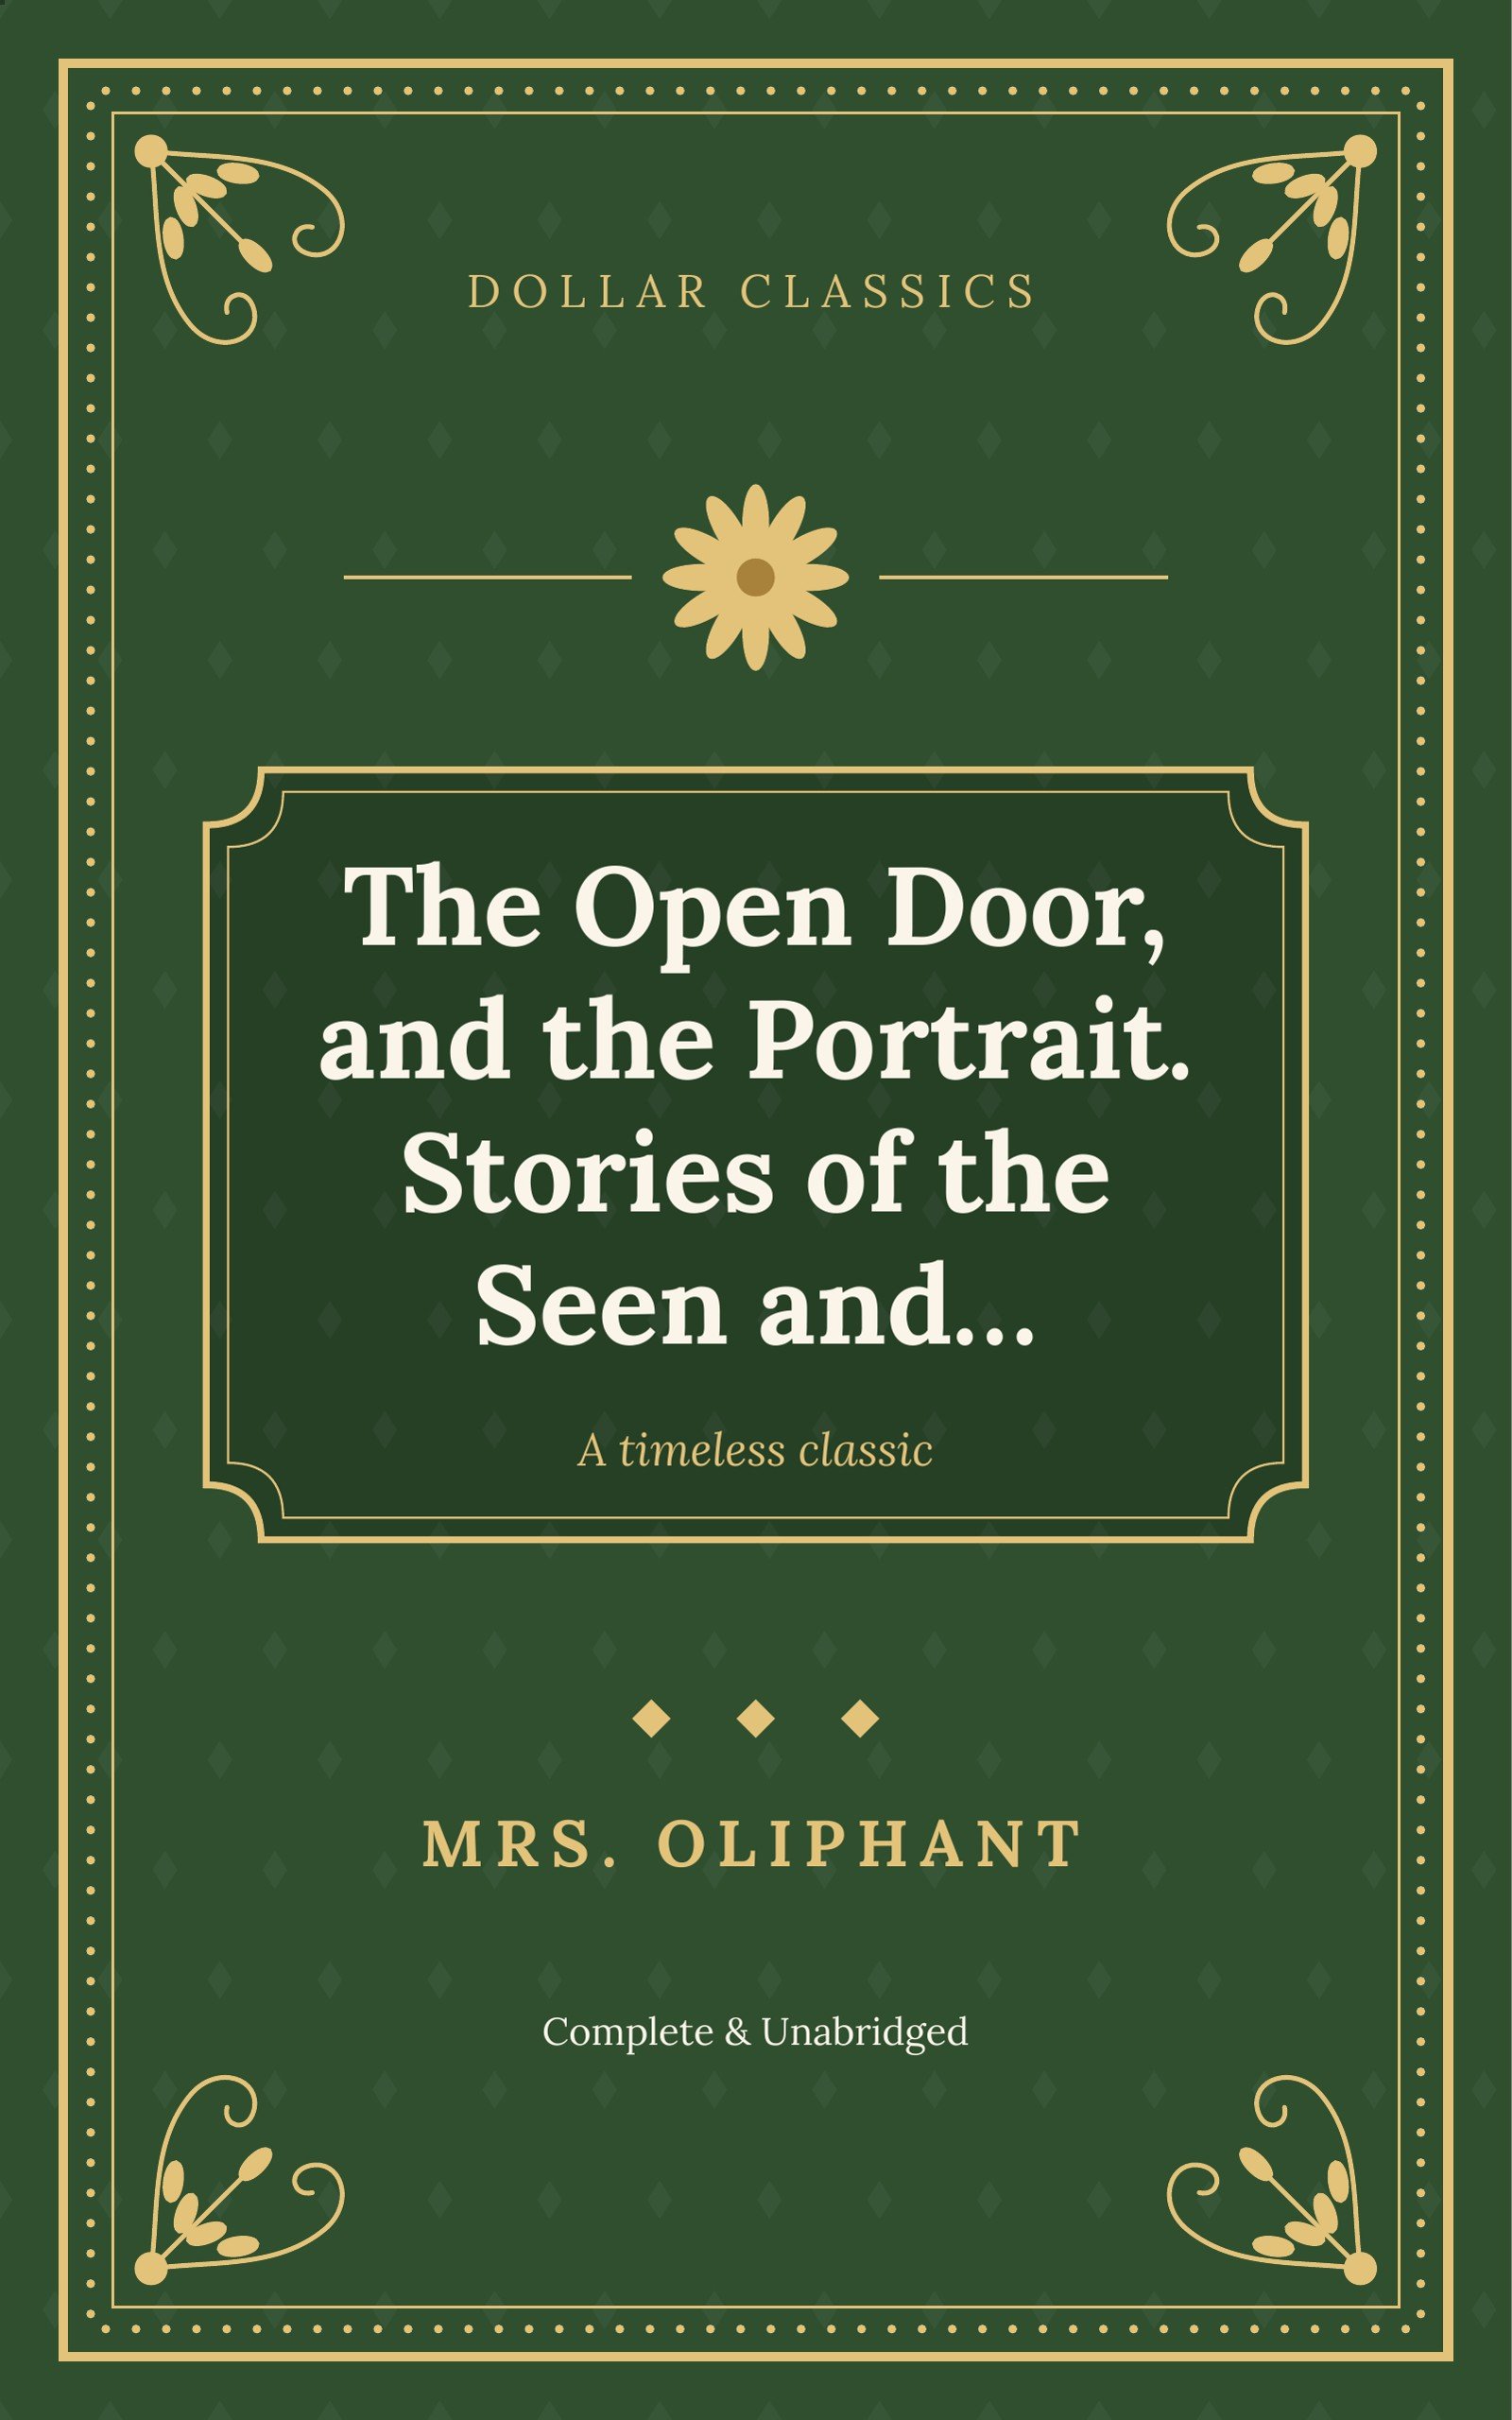 DOLLAR CLASSICS
The Open Door,
and the Portrait.
Stories of the
Seen and...
A timeless classic
MRS. OLIPHANT
Complete & Unabridged